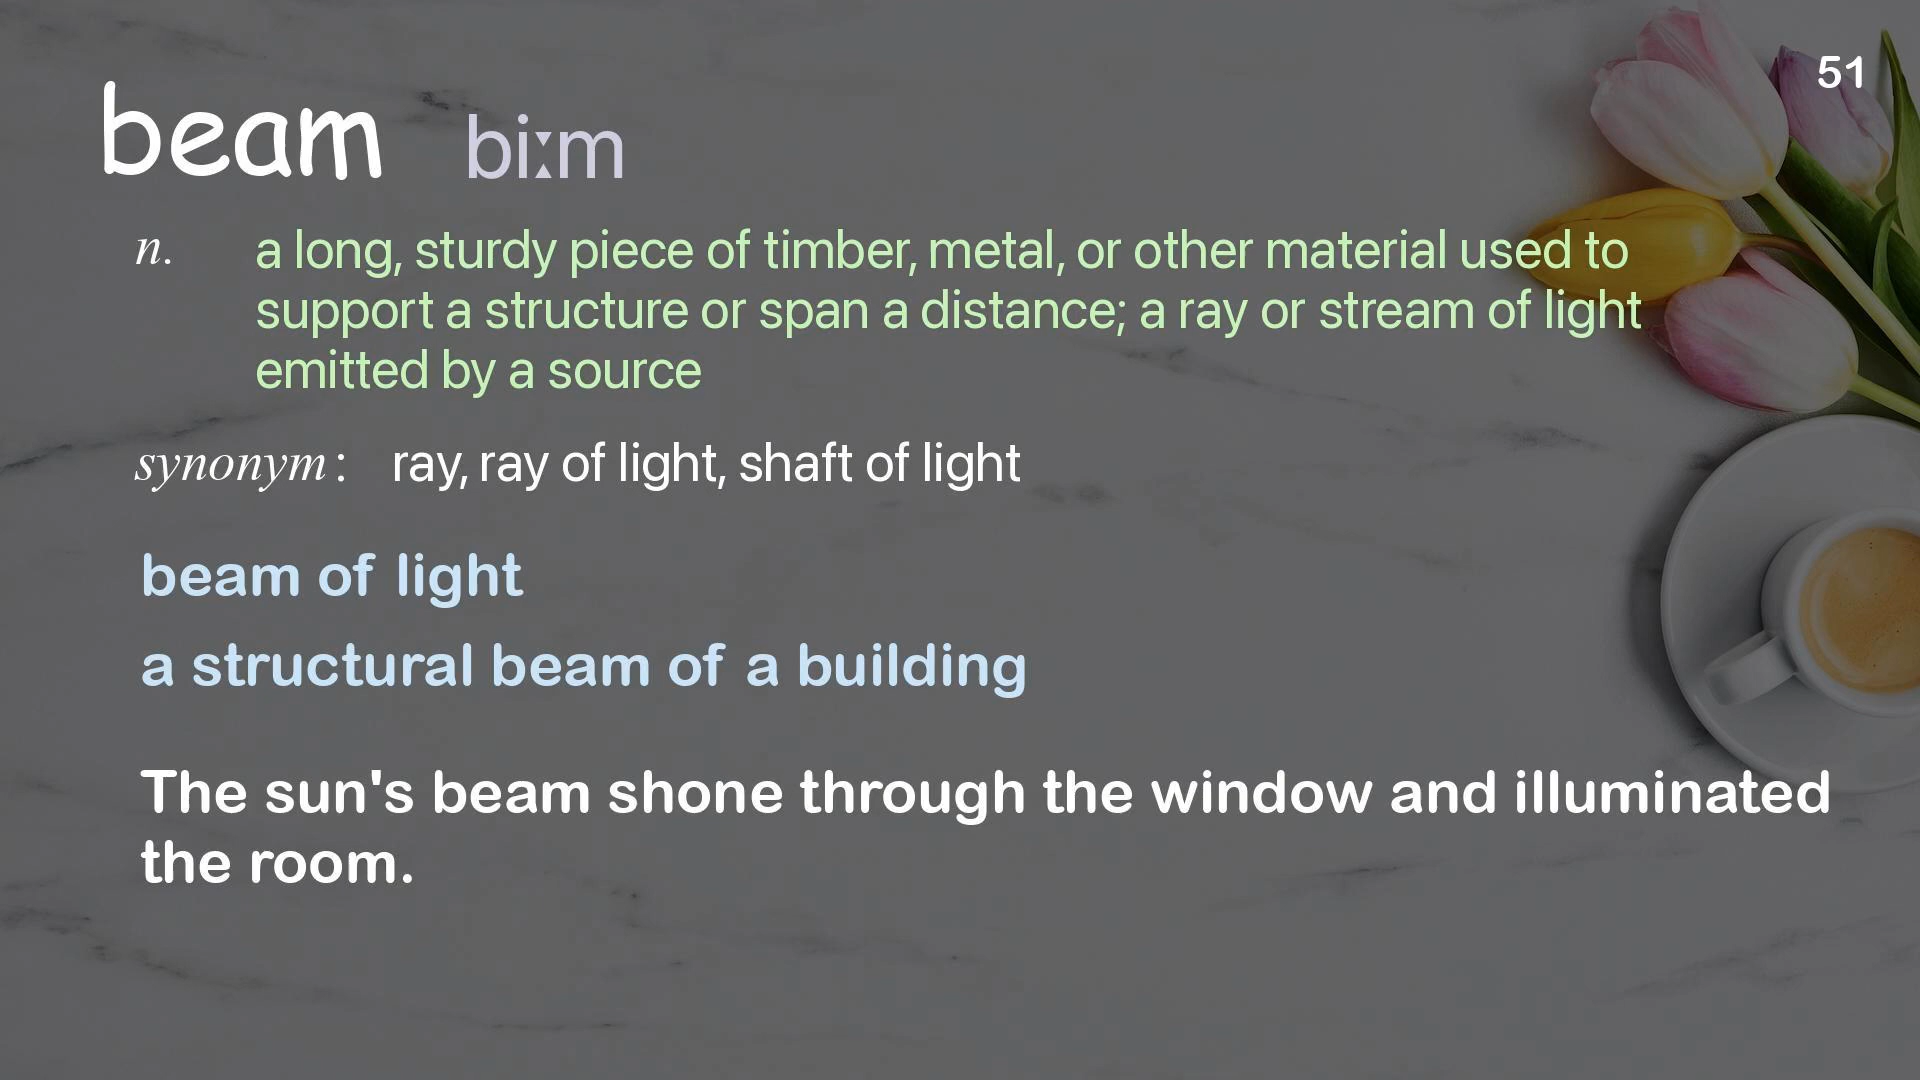 51
beam biːm
n. a long, sturdy piece of timber, metal, or other material used to
support a structure or span a distance; a ray or stream of light
emitted by a source
synonym : ray, ray of light, shaft of light
beam of light
a structural beam of a building
The sun's beam shone through the window and illuminated
the room.